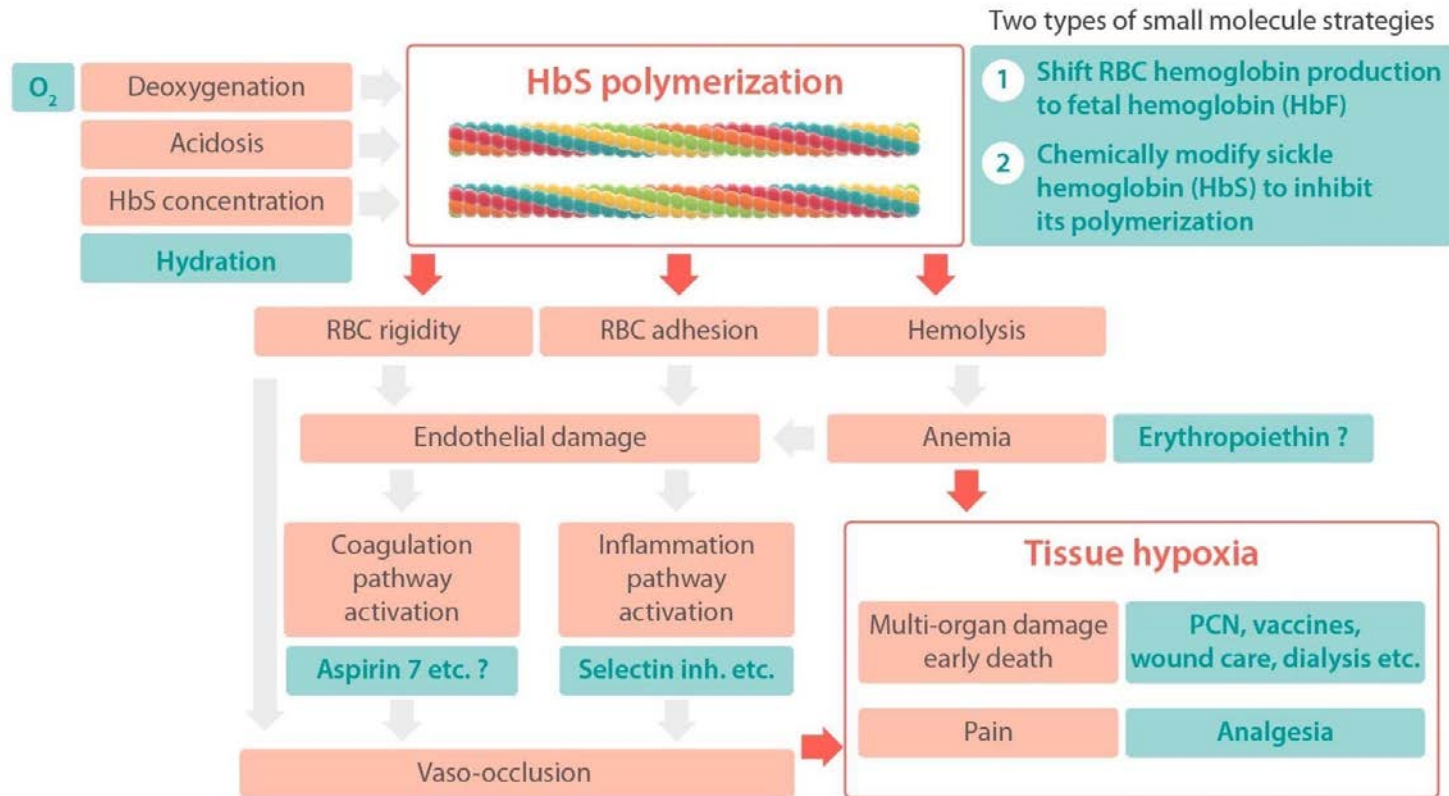 Two types of small molecule strategies
O2
Deoxygenation
Acidosis
HbS concentration
Hydration
HbS polymerization
1 Shift RBC hemoglobin production
to fetal hemoglobin (HbF)
2 Chemically modify sickle
hemoglobin (HbS) to inhibit
its polymerization
RBC rigidity
RBC adhesion
Hemolysis
Endothelial damage
Anemia
Erythropoiethin ?
Coagulation
pathway
activation
Inflammation
pathway
activation
Aspirin 7 etc. ?
Selectin inh. etc.
Vaso-occlusion
Tissue hypoxia
Multi-organ damage
early death
PCN, vaccines,
wound care, dialysis etc.
Pain
Analgesia